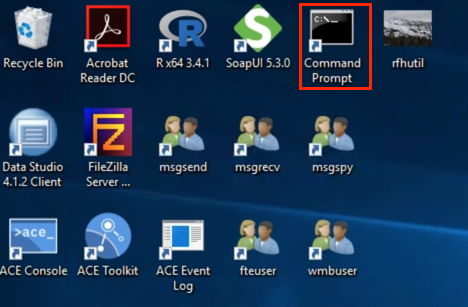 C:\
Recycle Bin
Acrobat
Reader DC
R x64 3.4.1
SoapUI 5.3.0
Command
Prompt
rfhutil
Data Studio
4.1.2 Client
FileZilla
Server ...
msgsend
msgrecv
msgspy
>ace_
ACE Console
ACE Toolkit
ACE Event
Log
fteuser
wmbuser